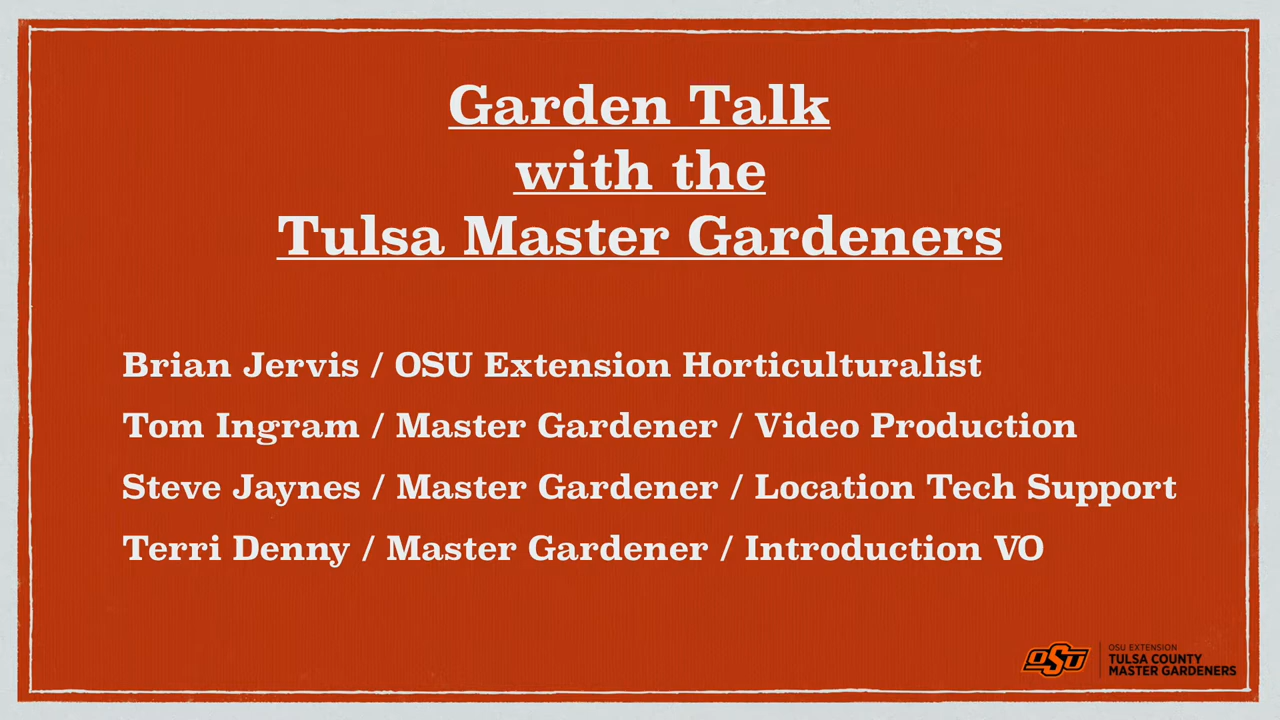 Garden Talk
with the
Tulsa Master Gardeners
Brian Jervis / OSU Extension Horticulturalist
Tom Ingram / Master Gardener / Video Production
Steve Jaynes / Master Gardener / Location Tech Support
Terri Denny / Master Gardener / Introduction VO
OSU
OSU EXTENSION
TULSA COUNTY
MASTER GARDENERS